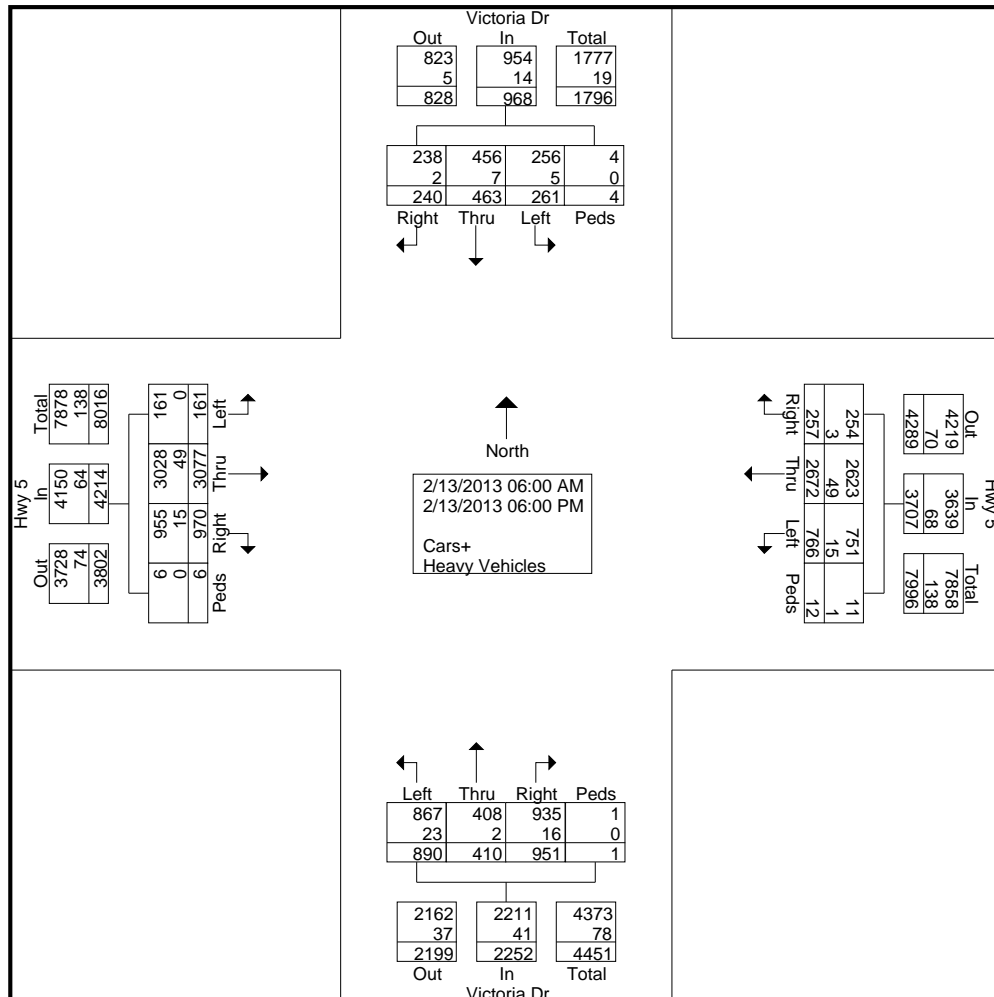 Victoria Dr
Out In Total
823 954 1777
5 14 19
828 968 1796
238 456 256 4
2 7 5 0
240 463 261 4
Right Thru Left Peds
Hwy 5
Total In Out
7878 4150 3728
138 64 74
8016 4214 3802
161 3028 955 6
0 49 15 0
161 3077 970 6
Left Thru Right Peds
North
2/13/2013 06:00 AM
2/13/2013 06:00 PM
Cars+
Heavy Vehicles
Right Thru Left Peds
254 2623 751 11
3 49 15 1
257 2672 766 12
Hwy 5
Out In Total
4219 3639 7858
70 68 138
4289 3707 7996
Left Thru Right Peds
867 408 935 1
23 2 16 0
890 410 951 1
2162 2211 4373
37 41 78
2199 2252 4451
Out In Total
Victoria Dr